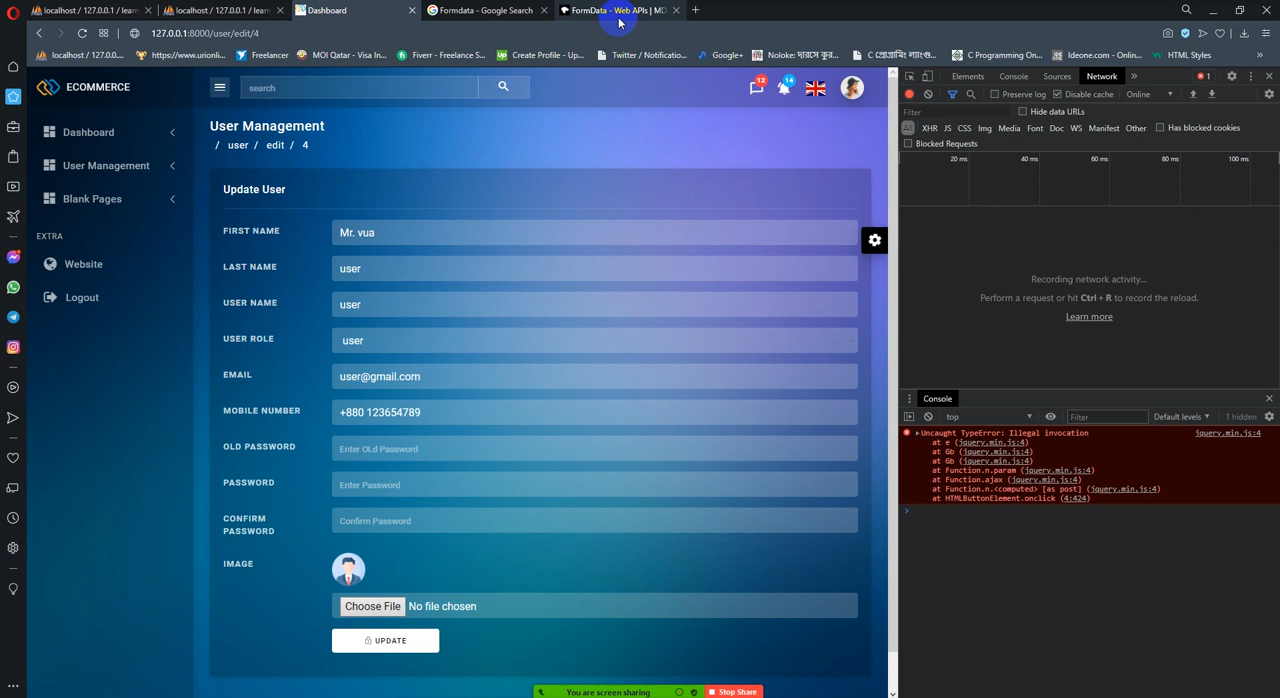 localhost / 127.0.0.1 / learn
localhost / 127.0.0.1 / learn
Dashboard
Formdata - Google Search
FormData - Web APIs | MD
127.0.0.1:8000/user/edit/4
localhost / 127.0.0....
https://www.urionli...
Freelancer
MOI Qatar - Visa In...
Fiverr - Freelance S...
Create Profile - Up...
Twitter / Notificatio...
Google+
C Programming On...
Ideone.com - Onlin...
HTML Styles
ECOMMERCE
search
12
14
Dashboard
User Management
Blank Pages
EXTRA
Website
Logout
User Management
/ user / edit / 4
Update User
FIRST NAME
Mr. vua
LAST NAME
user
USER NAME
user
USER ROLE
user
EMAIL
user@gmail.com
MOBILE NUMBER
+880 123654789
OLD PASSWORD
Enter OLd Password
PASSWORD
Enter Password
CONFIRM PASSWORD
Confirm Password
IMAGE
Choose File No file chosen
UPDATE
You are screen sharing
Stop Share
Elements Console Sources Network
1
Preserve log Disable cache Online
Filter
Hide data URLs
All XHR JS CSS Img Media Font Doc WS Manifest Other Has blocked cookies
Blocked Requests
20 ms 40 ms 60 ms 80 ms 100 ms
Recording network activity...
Perform a request or hit Ctrl + R to record the reload.
Learn more
Console
top Filter Default levels 1 hidden
Uncaught TypeError: Illegal invocation jquery.min.js:4
at e (jquery.min.js:4)
at Gb (jquery.min.js:4)
at Gb (jquery.min.js:4)
at Function.n.param (jquery.min.js:4)
at Function.ajax (jquery.min.js:4)
at Function.n.<computed> [as post] (jquery.min.js:4)
at HTMLButtonElement.onclick (4:424)